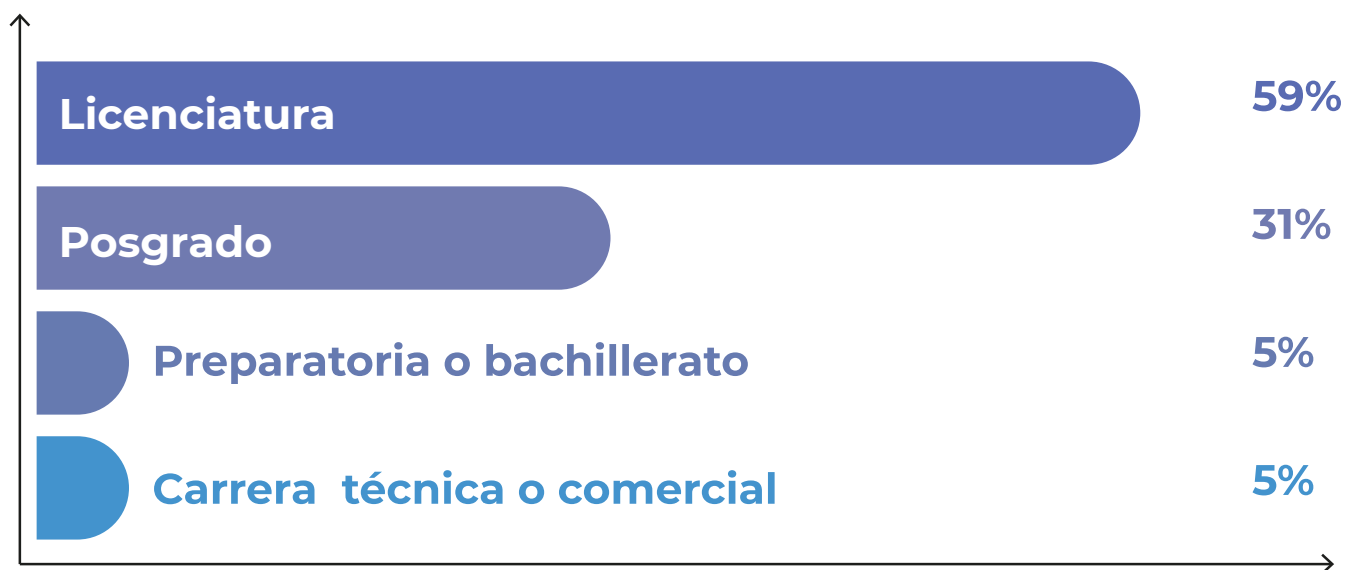 Licenciatura 59%
Posgrado 31%
Preparatoria o bachillerato 5%
Carrera técnica o comercial 5%